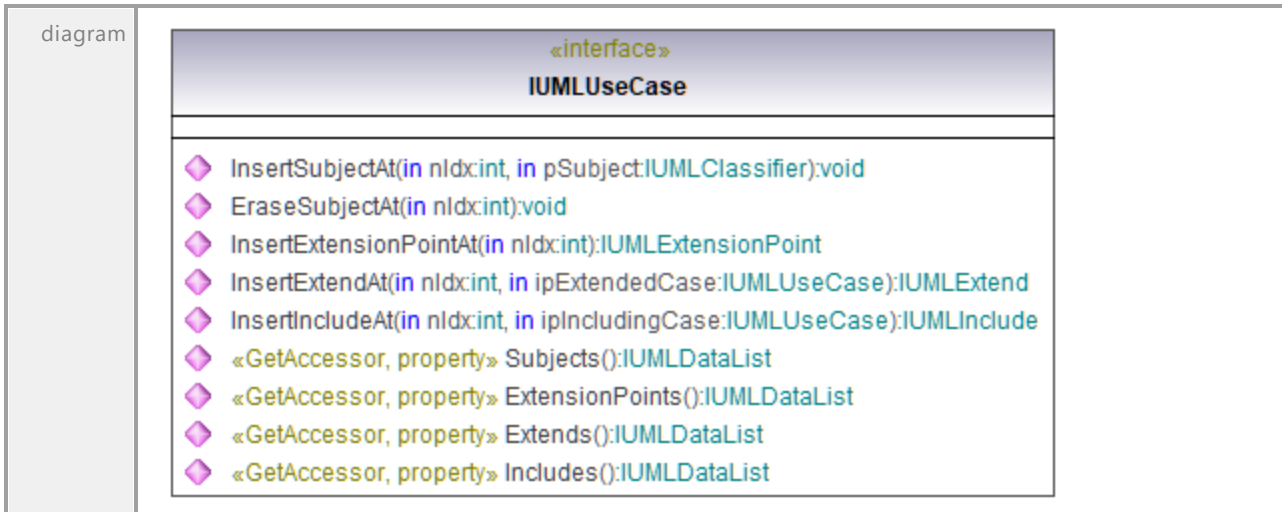 diagram
«interface»
IUMLUseCase
InsertSubjectAt(in nIdx:int, in pSubject:IUMLClassifier):void
EraseSubjectAt(in nIdx:int):void
InsertExtensionPointAt(in nIdx:int):IUMLExtensionPoint
InsertExtendAt(in nIdx:int, in ipExtendedCase:IUMLUseCase):IUMLExtend
InsertIncludeAt(in nIdx:int, in ipIncludingCase:IUMLUseCase):IUMLInclude
«GetAccessor, property» Subjects():IUMLDataList
«GetAccessor, property» ExtensionPoints():IUMLDataList
«GetAccessor, property» Extends():IUMLDataList
«GetAccessor, property» Includes():IUMLDataList